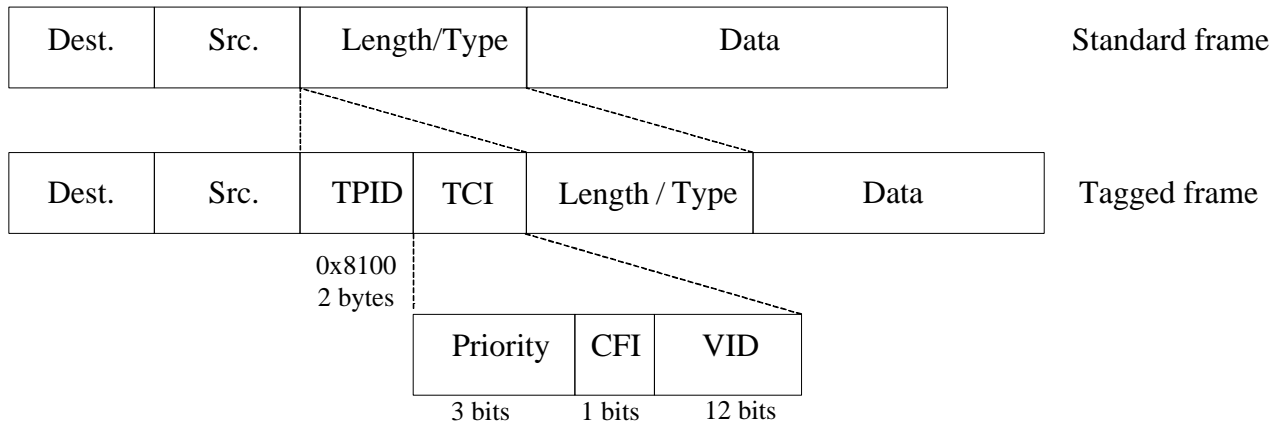 Dest. Src. Length/Type Data Standard frame
Dest. Src. TPID TCI Length / Type Data Tagged frame
0x8100
2 bytes
Priority CFI VID
3 bits 1 bits 12 bits